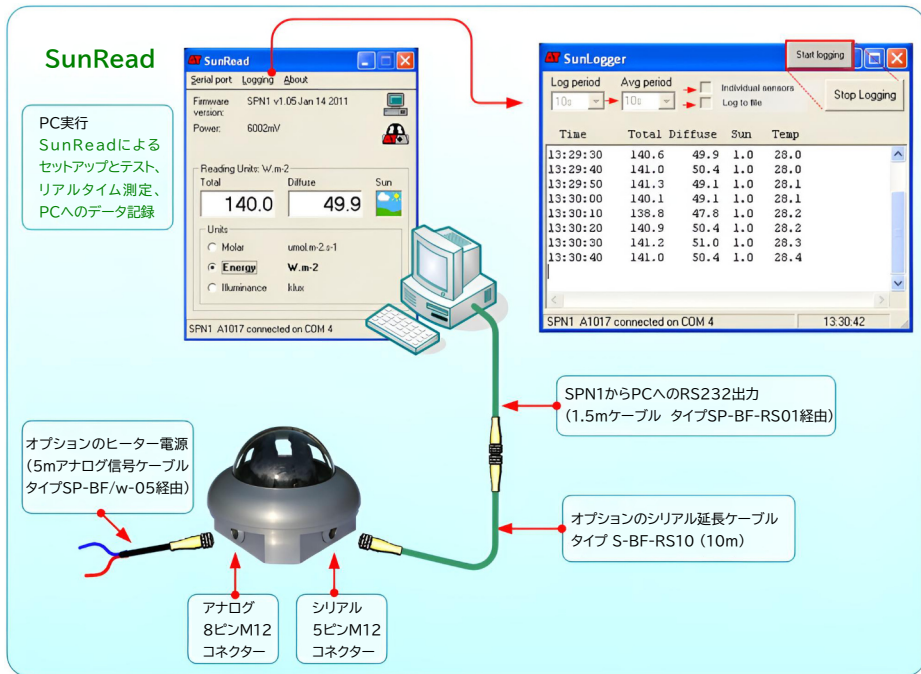 SunRead
PC実行
SunReadによる
セットアップとテスト、
リアルタイム測定、
PCへのデータ記録
SunRead
Serial port Logging About
Firmware version: SPN1 v1.05 Jan 14 2011
Power: 6002mV
Reading Units: W.m-2
Total Diffuse Sun
140.0 49.9
Units
Molar umol.m-2.s-1
Energy W.m-2
Illuminance klux
SPN1 A1017 connected on COM 4
SunLogger
Start logging
Log period Avg period
10s 10s
Individual sensors
Log to file
Stop Logging
Time Total Diffuse Sun Temp
13:29:30 140.6 49.9 1.0 28.0
13:29:40 141.0 50.4 1.0 28.0
13:29:50 141.3 49.1 1.0 28.1
13:30:00 140.1 49.1 1.0 28.1
13:30:10 138.8 47.8 1.0 28.2
13:30:20 140.9 50.4 1.0 28.2
13:30:30 141.2 51.0 1.0 28.3
13:30:40 141.0 50.4 1.0 28.4
SPN1 A1017 connected on COM 4 13:30:42
SPN1からPCへのRS232出力
(1.5mケーブル タイプSP-BF-RS01経由)
オプションのヒーター電源
(5mアナログ信号ケーブル
タイプSP-BF/w-05経由)
オプションのシリアル延長ケーブル
タイプ S-BF-RS10 (10m)
アナログ
8ピンM12
コネクター
シリアル
5ピンM12
コネクター